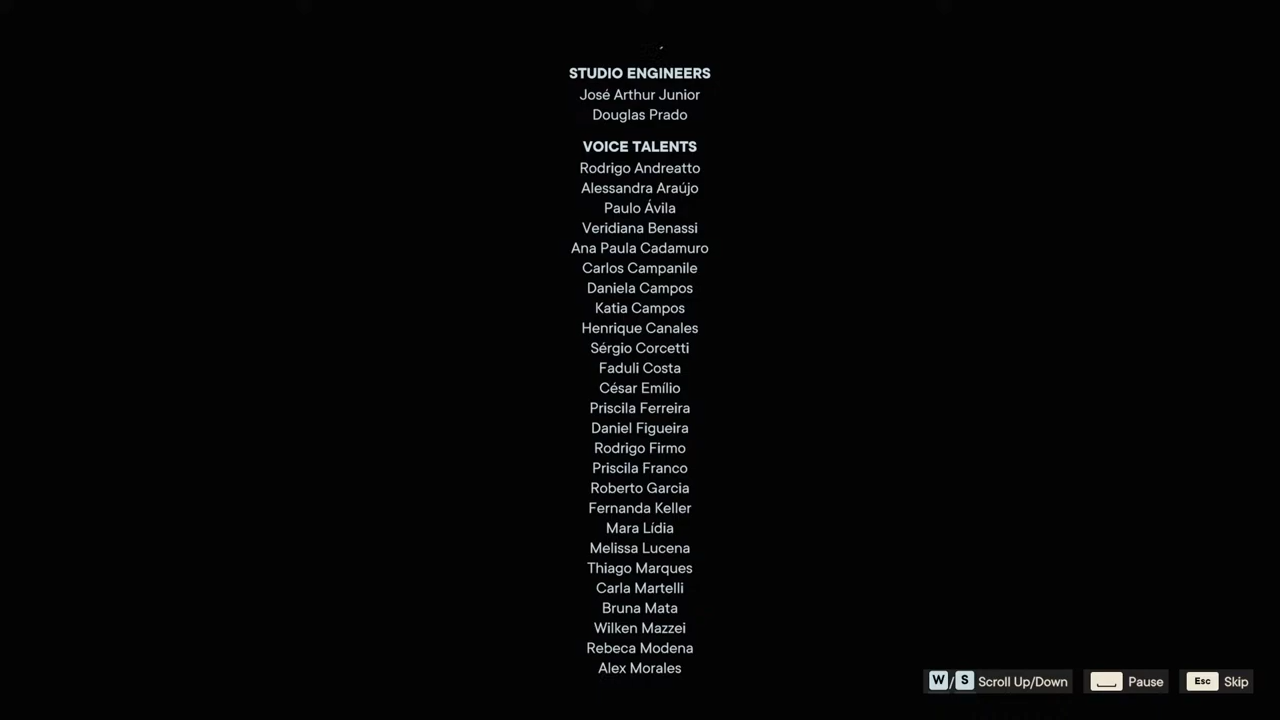 STUDIO ENGINEERS
José Arthur Junior
Douglas Prado
VOICE TALENTS
Rodrigo Andreatto
Alessandra Araújo
Paulo Ávila
Veridiana Benassi
Ana Paula Cadamuro
Carlos Campanile
Daniela Campos
Katia Campos
Henrique Canales
Sérgio Corcetti
Faduli Costa
César Emílio
Priscila Ferreira
Daniel Figueira
Rodrigo Firmo
Priscila Franco
Roberto Garcia
Fernanda Keller
Mara Lídia
Melissa Lucena
Thiago Marques
Carla Martelli
Bruna Mata
Wilken Mazzei
Rebeca Modena
Alex Morales
W/S Scroll Up/Down Pause Esc Skip